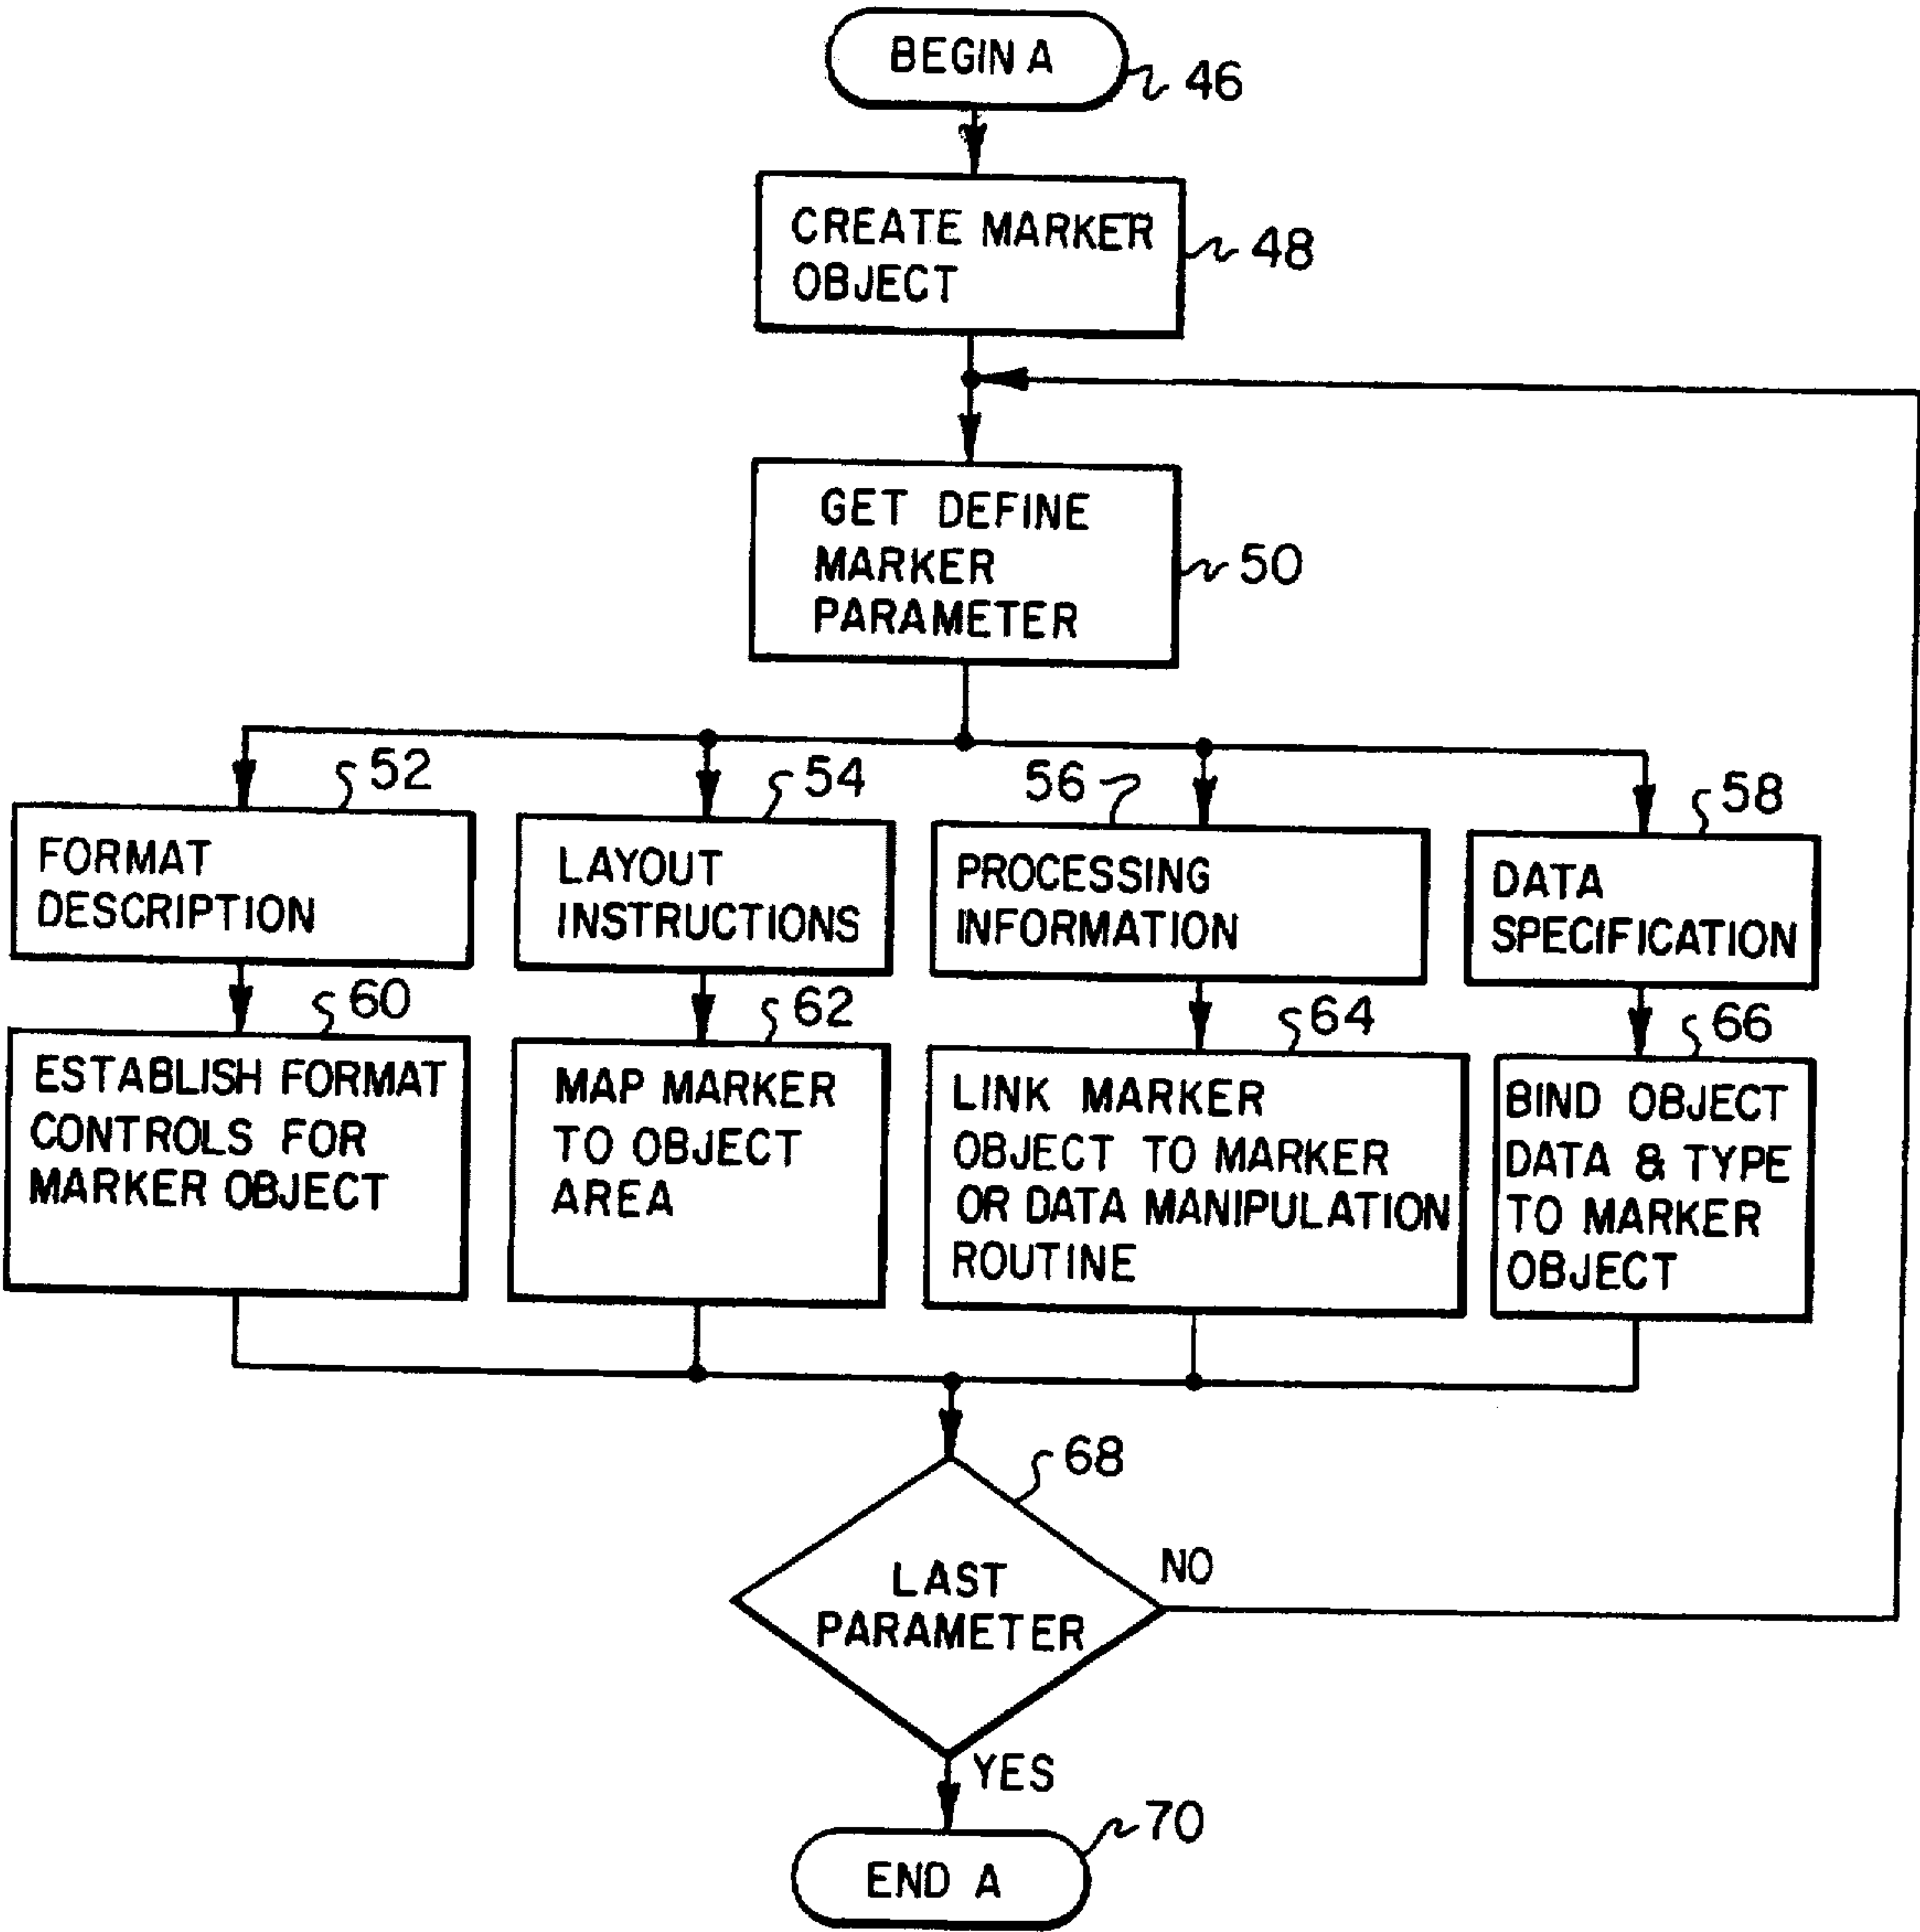 BEGIN A
46
CREATE MARKER
OBJECT
48
GET DEFINE
MARKER
PARAMETER
50
52
FORMAT
DESCRIPTION
54
LAYOUT
INSTRUCTIONS
56
PROCESSING
INFORMATION
58
DATA
SPECIFICATION
60
ESTABLISH FORMAT
CONTROLS FOR
MARKER OBJECT
62
MAP MARKER
TO OBJECT
AREA
64
LINK MARKER
OBJECT TO MARKER
OR DATA MANIPULATION
ROUTINE
66
BIND OBJECT
DATA & TYPE
TO MARKER
OBJECT
68
LAST
PARAMETER
NO
YES
70
END A